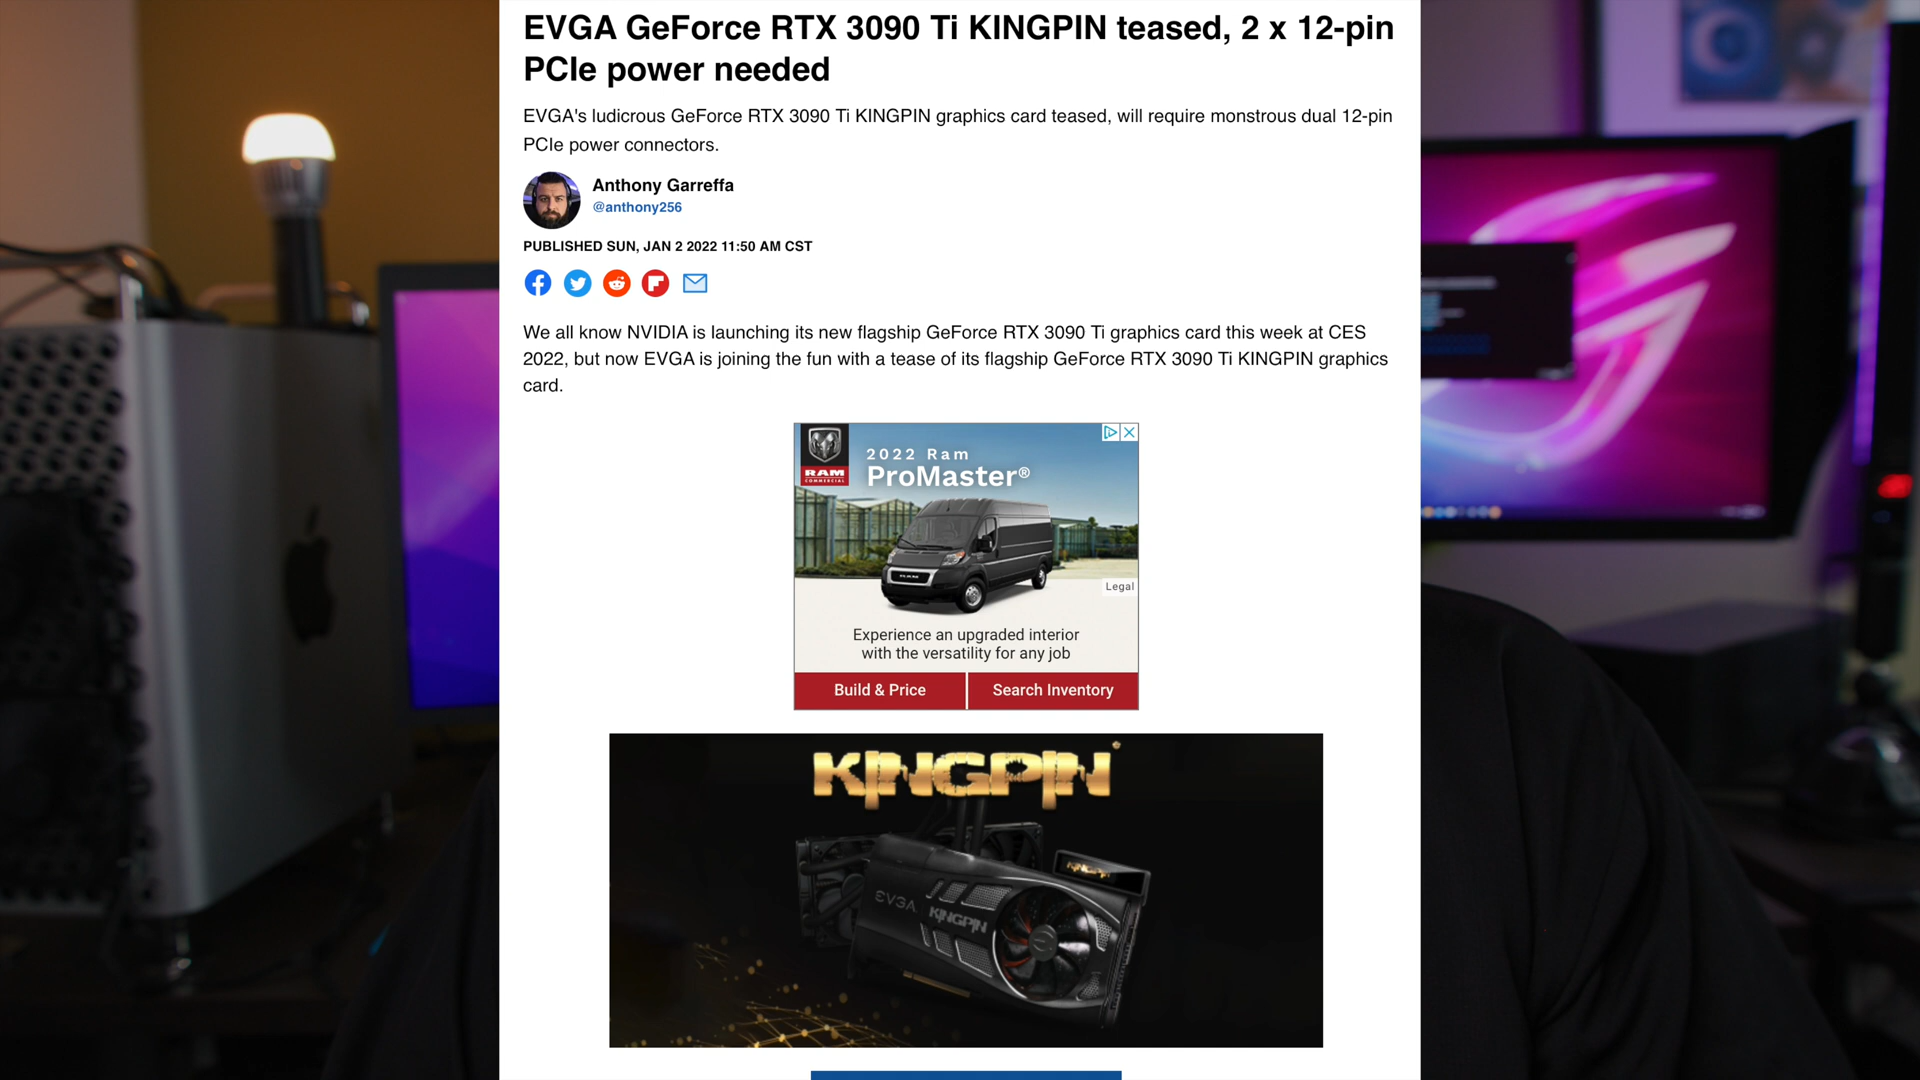 EVGA GeForce RTX 3090 Ti KINGPIN teased, 2 x 12-pin
PCIe power needed
EVGA's ludicrous GeForce RTX 3090 Ti KINGPIN graphics card teased, will require monstrous dual 12-pin
PCIe power connectors.
Anthony Garreffa
@anthony256
PUBLISHED SUN, JAN 2 2022 11:50 AM CST
We all know NVIDIA is launching its new flagship GeForce RTX 3090 Ti graphics card this week at CES
2022, but now EVGA is joining the fun with a tease of its flagship GeForce RTX 3090 Ti KINGPIN graphics
card.
RAM
COMMERCIAL
2022 Ram
ProMaster®
RAM
Legal
Experience an upgraded interior
with the versatility for any job
Build & Price
Search Inventory
KINGPIN
KINGPIN
EVGA
KINGPIN